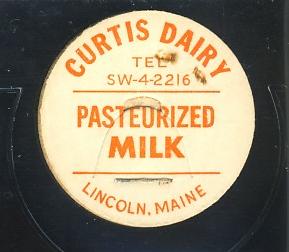 CURTIS DAIRY
TEL
SW-4-2216
PASTEURIZED
MILK
LINCOLN, MAINE